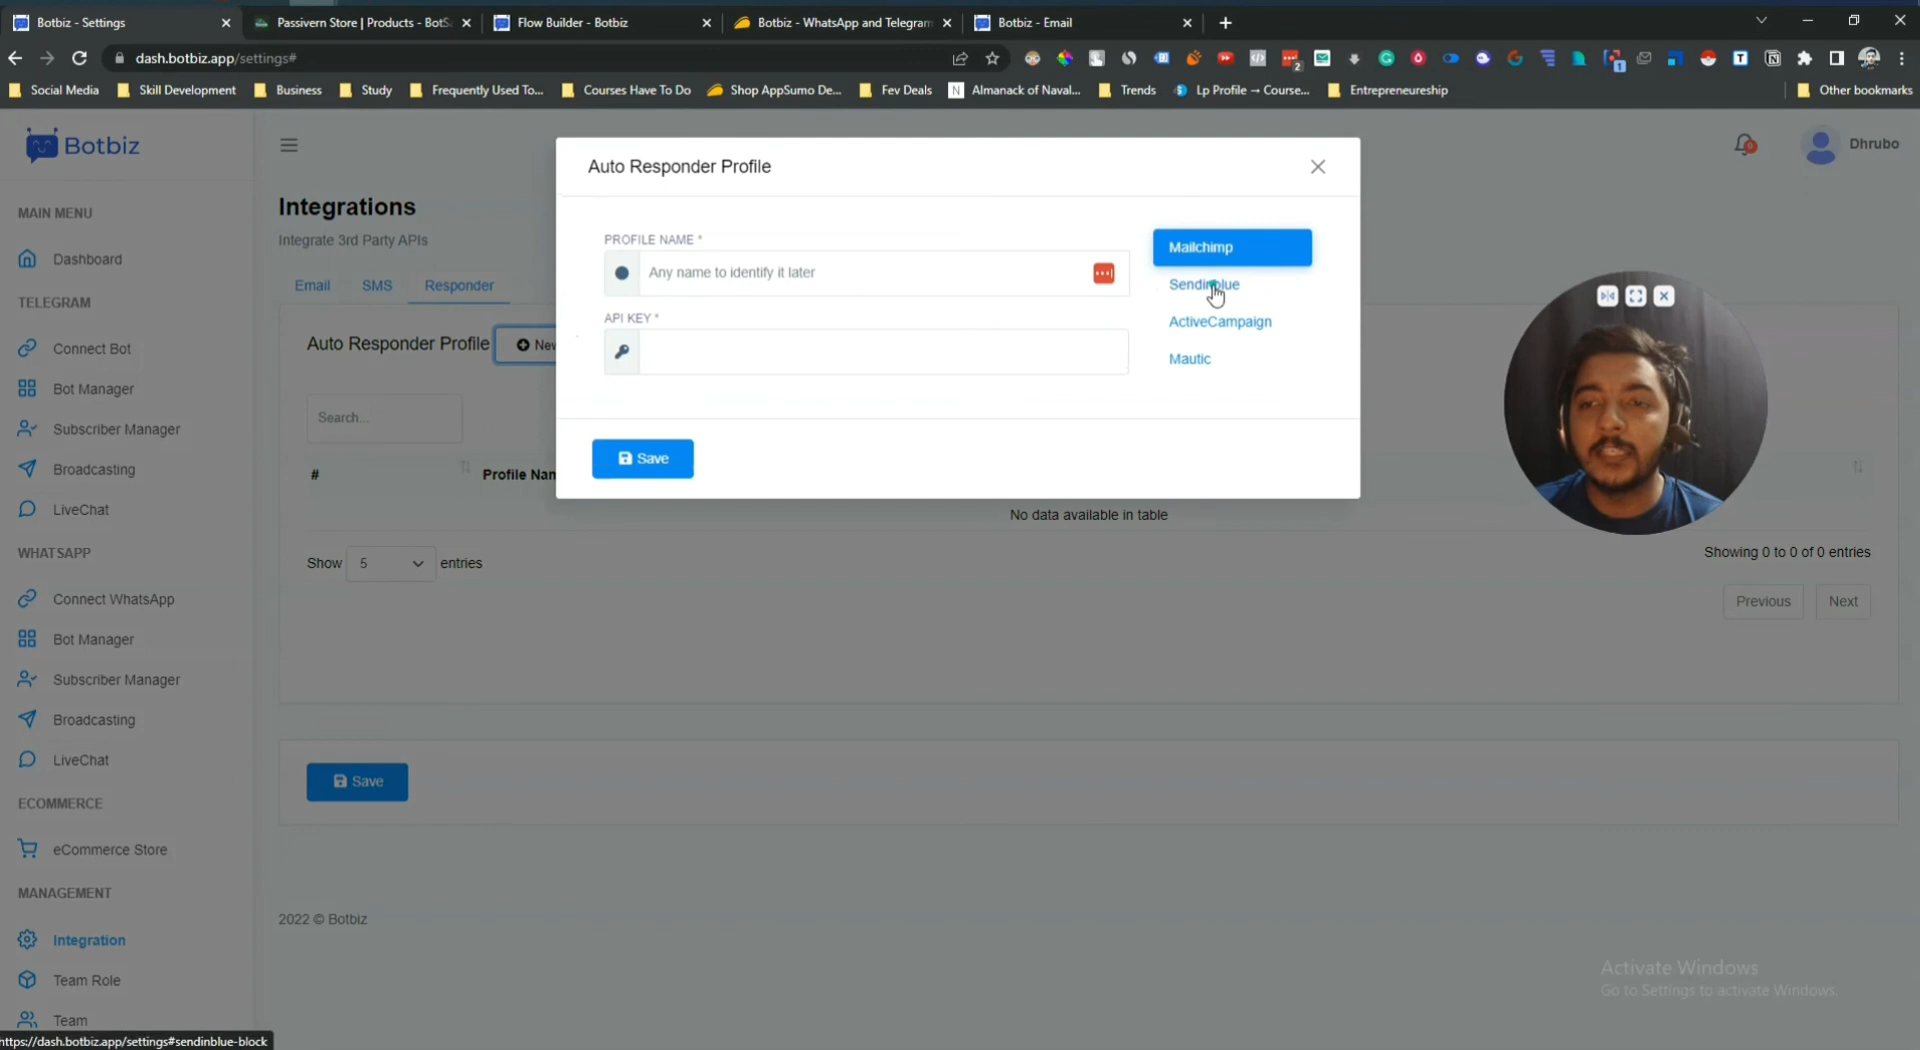 Botbiz - Settings
Passivern Store | Products - BotS
Flow Builder - Botbiz
Botbiz - WhatsApp and Telegram
Botbiz - Email
dash.botbiz.app/settings#
Social Media
Skill Development
Business
Study
Frequently Used To...
Courses Have To Do
Shop AppSumo De...
Fev Deals
Almanack of Naval...
Trends
Lp Profile → Course...
Entrepreneureship
Other bookmarks
Botbiz
Dhrubo
MAIN MENU
Dashboard
TELEGRAM
Connect Bot
Bot Manager
Subscriber Manager
Broadcasting
LiveChat
WHATSAPP
Connect WhatsApp
Bot Manager
Subscriber Manager
Broadcasting
LiveChat
ECOMMERCE
eCommerce Store
MANAGEMENT
Integration
Team Role
Team
https://dash.botbiz.app/settings#sendinblue-block
Integrations
Integrate 3rd Party APIs
Email
SMS
Responder
Auto Responder Profile
New
Search...
#
Profile Nam
No data available in table
Show 5 entries
Showing 0 to 0 of 0 entries
Previous
Next
Save
2022 © Botbiz
Auto Responder Profile
PROFILE NAME *
Any name to identify it later
API KEY *
Mailchimp
Sendinblue
ActiveCampaign
Mautic
Save
Activate Windows
Go to Settings to activate Windows.